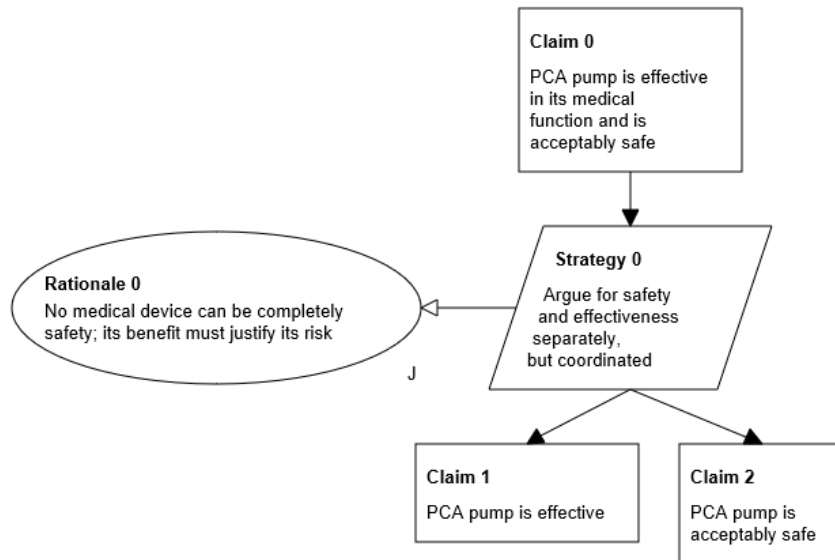 Claim 0
PCA pump is effective
in its medical
function and is
acceptably safe
Rationale 0
No medical device can be completely
safety; its benefit must justify its risk
J
Strategy 0
Argue for safety
and effectiveness
separately,
but coordinated
Claim 1
PCA pump is effective
Claim 2
PCA pump is
acceptably safe